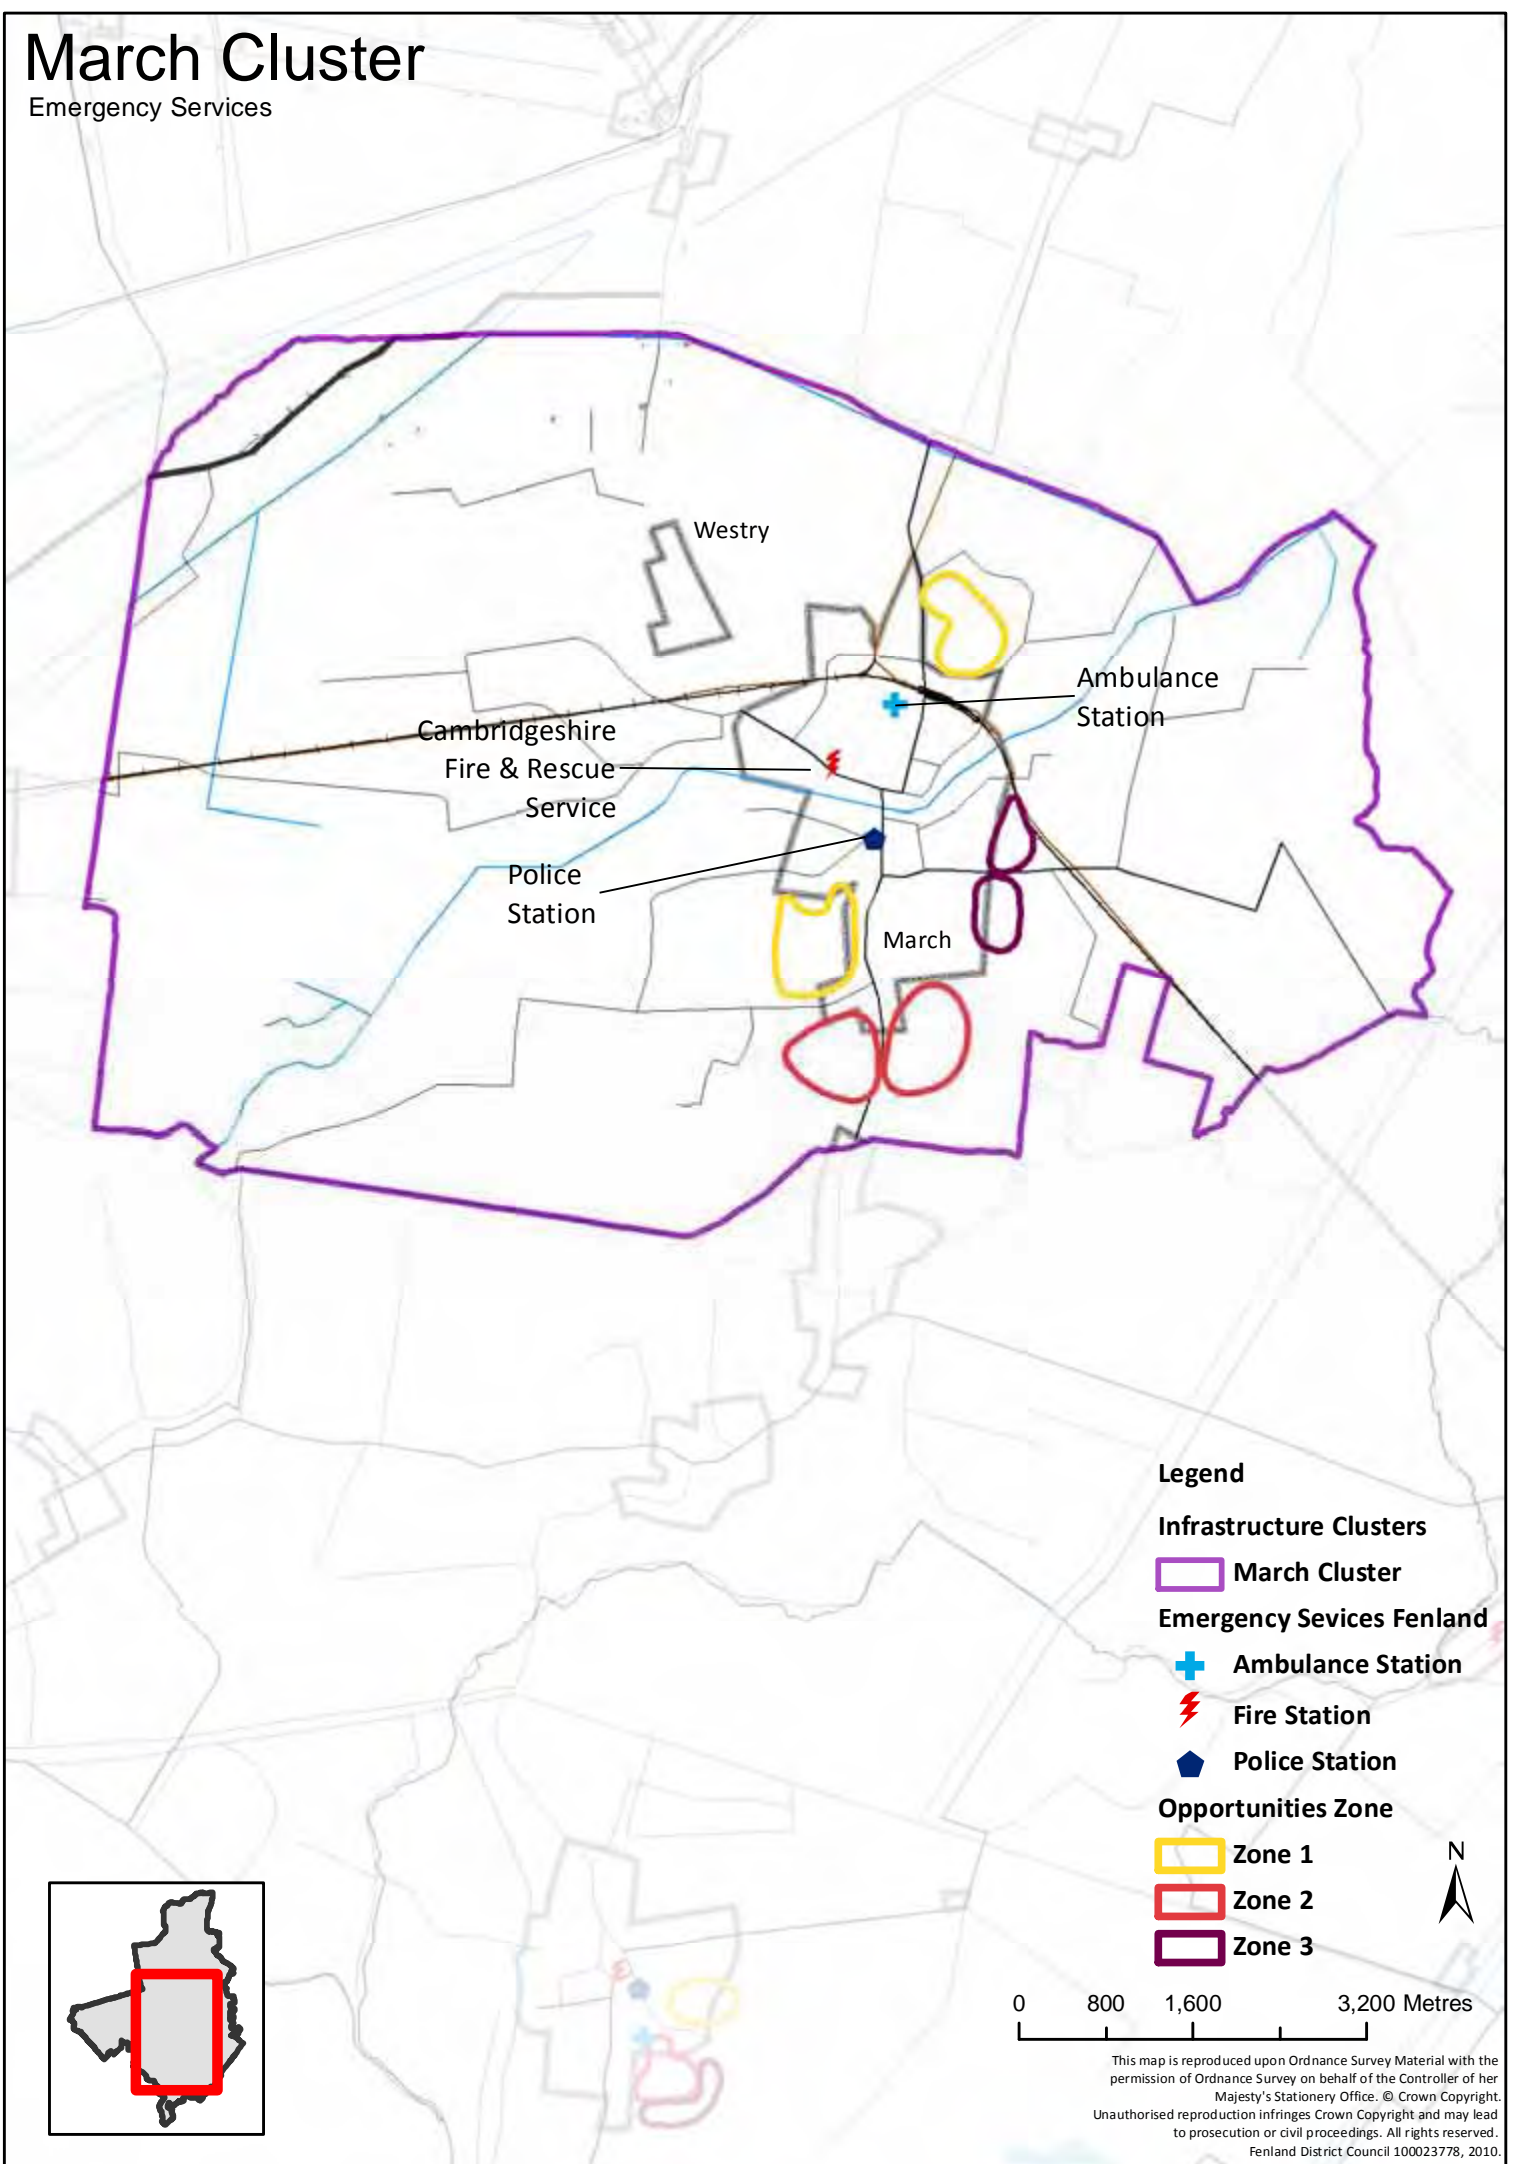 March Cluster
Emergency Services
Westry
Ambulance
Station
Cambridgeshire
Fire & Rescue
Service
Police
Station
March
Legend
Infrastructure Clusters
March Cluster
Emergency Sevices Fenland
Ambulance Station
Fire Station
Police Station
Opportunities Zone
Zone 1
N
Zone 2
Zone 3
0 800 1,600 3,200 Metres
This map is reproduced upon Ordnance Survey Material with the
permission of Ordnance Survey on behalf of the Controller of her
Majesty's Stationery Office. © Crown Copyright.
Unauthorised reproduction infringes Crown Copyright and may lead
to prosecution or civil proceedings. All rights reserved.
Fenland District Council 100023778, 2010.